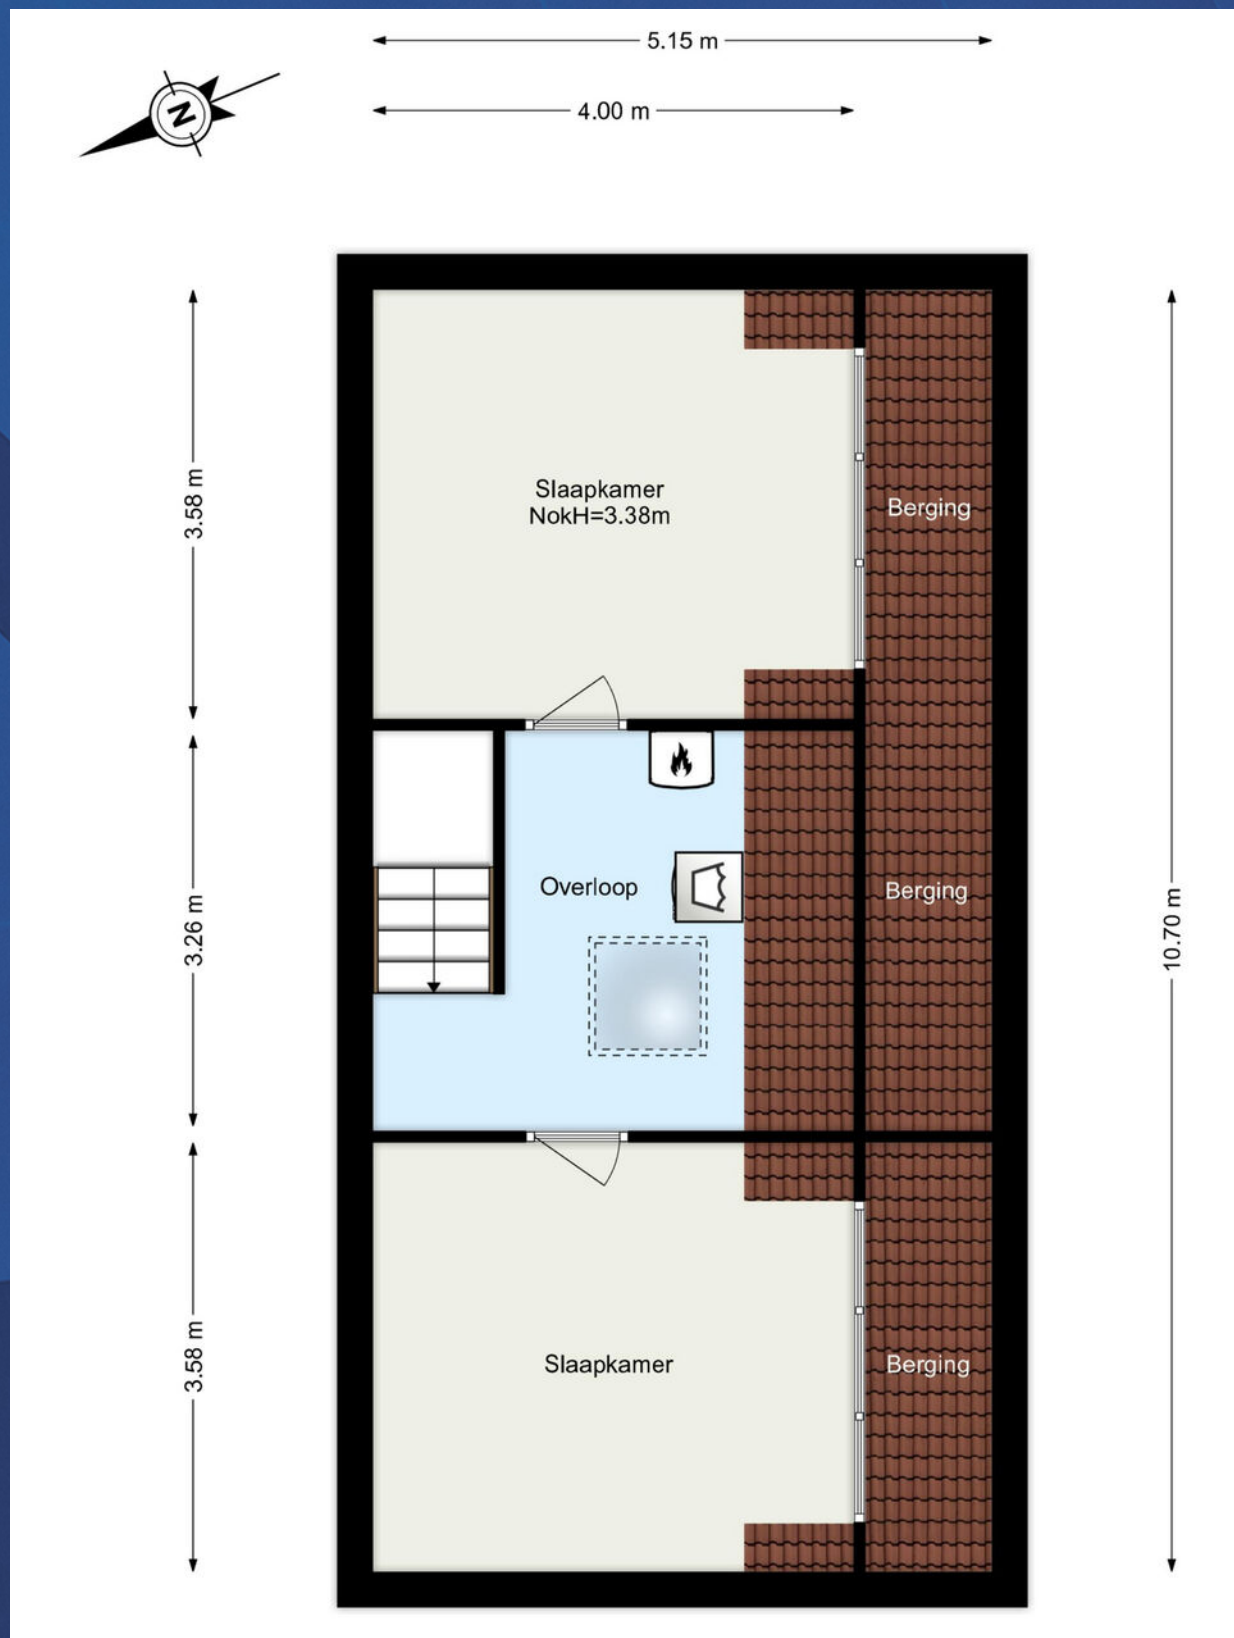 5.15 m
4.00 m
N
3.58 m
Slaapkamer
NokH=3.38m
Berging
3.26 m
Overloop
Berging
10.70 m
3.58 m
Slaapkamer
Berging